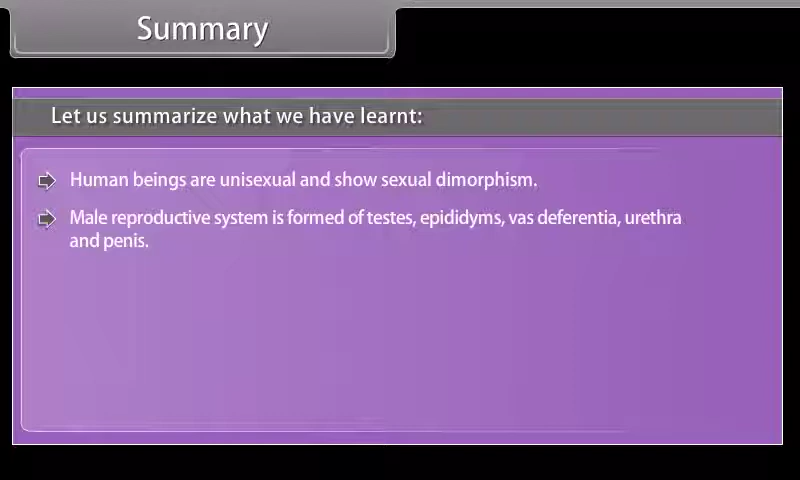 Summary
Let us summarize what we have learnt:
Human beings are unisexual and show sexual dimorphism.
Male reproductive system is formed of testes, epididyms, vas deferentia, urethra
and penis.